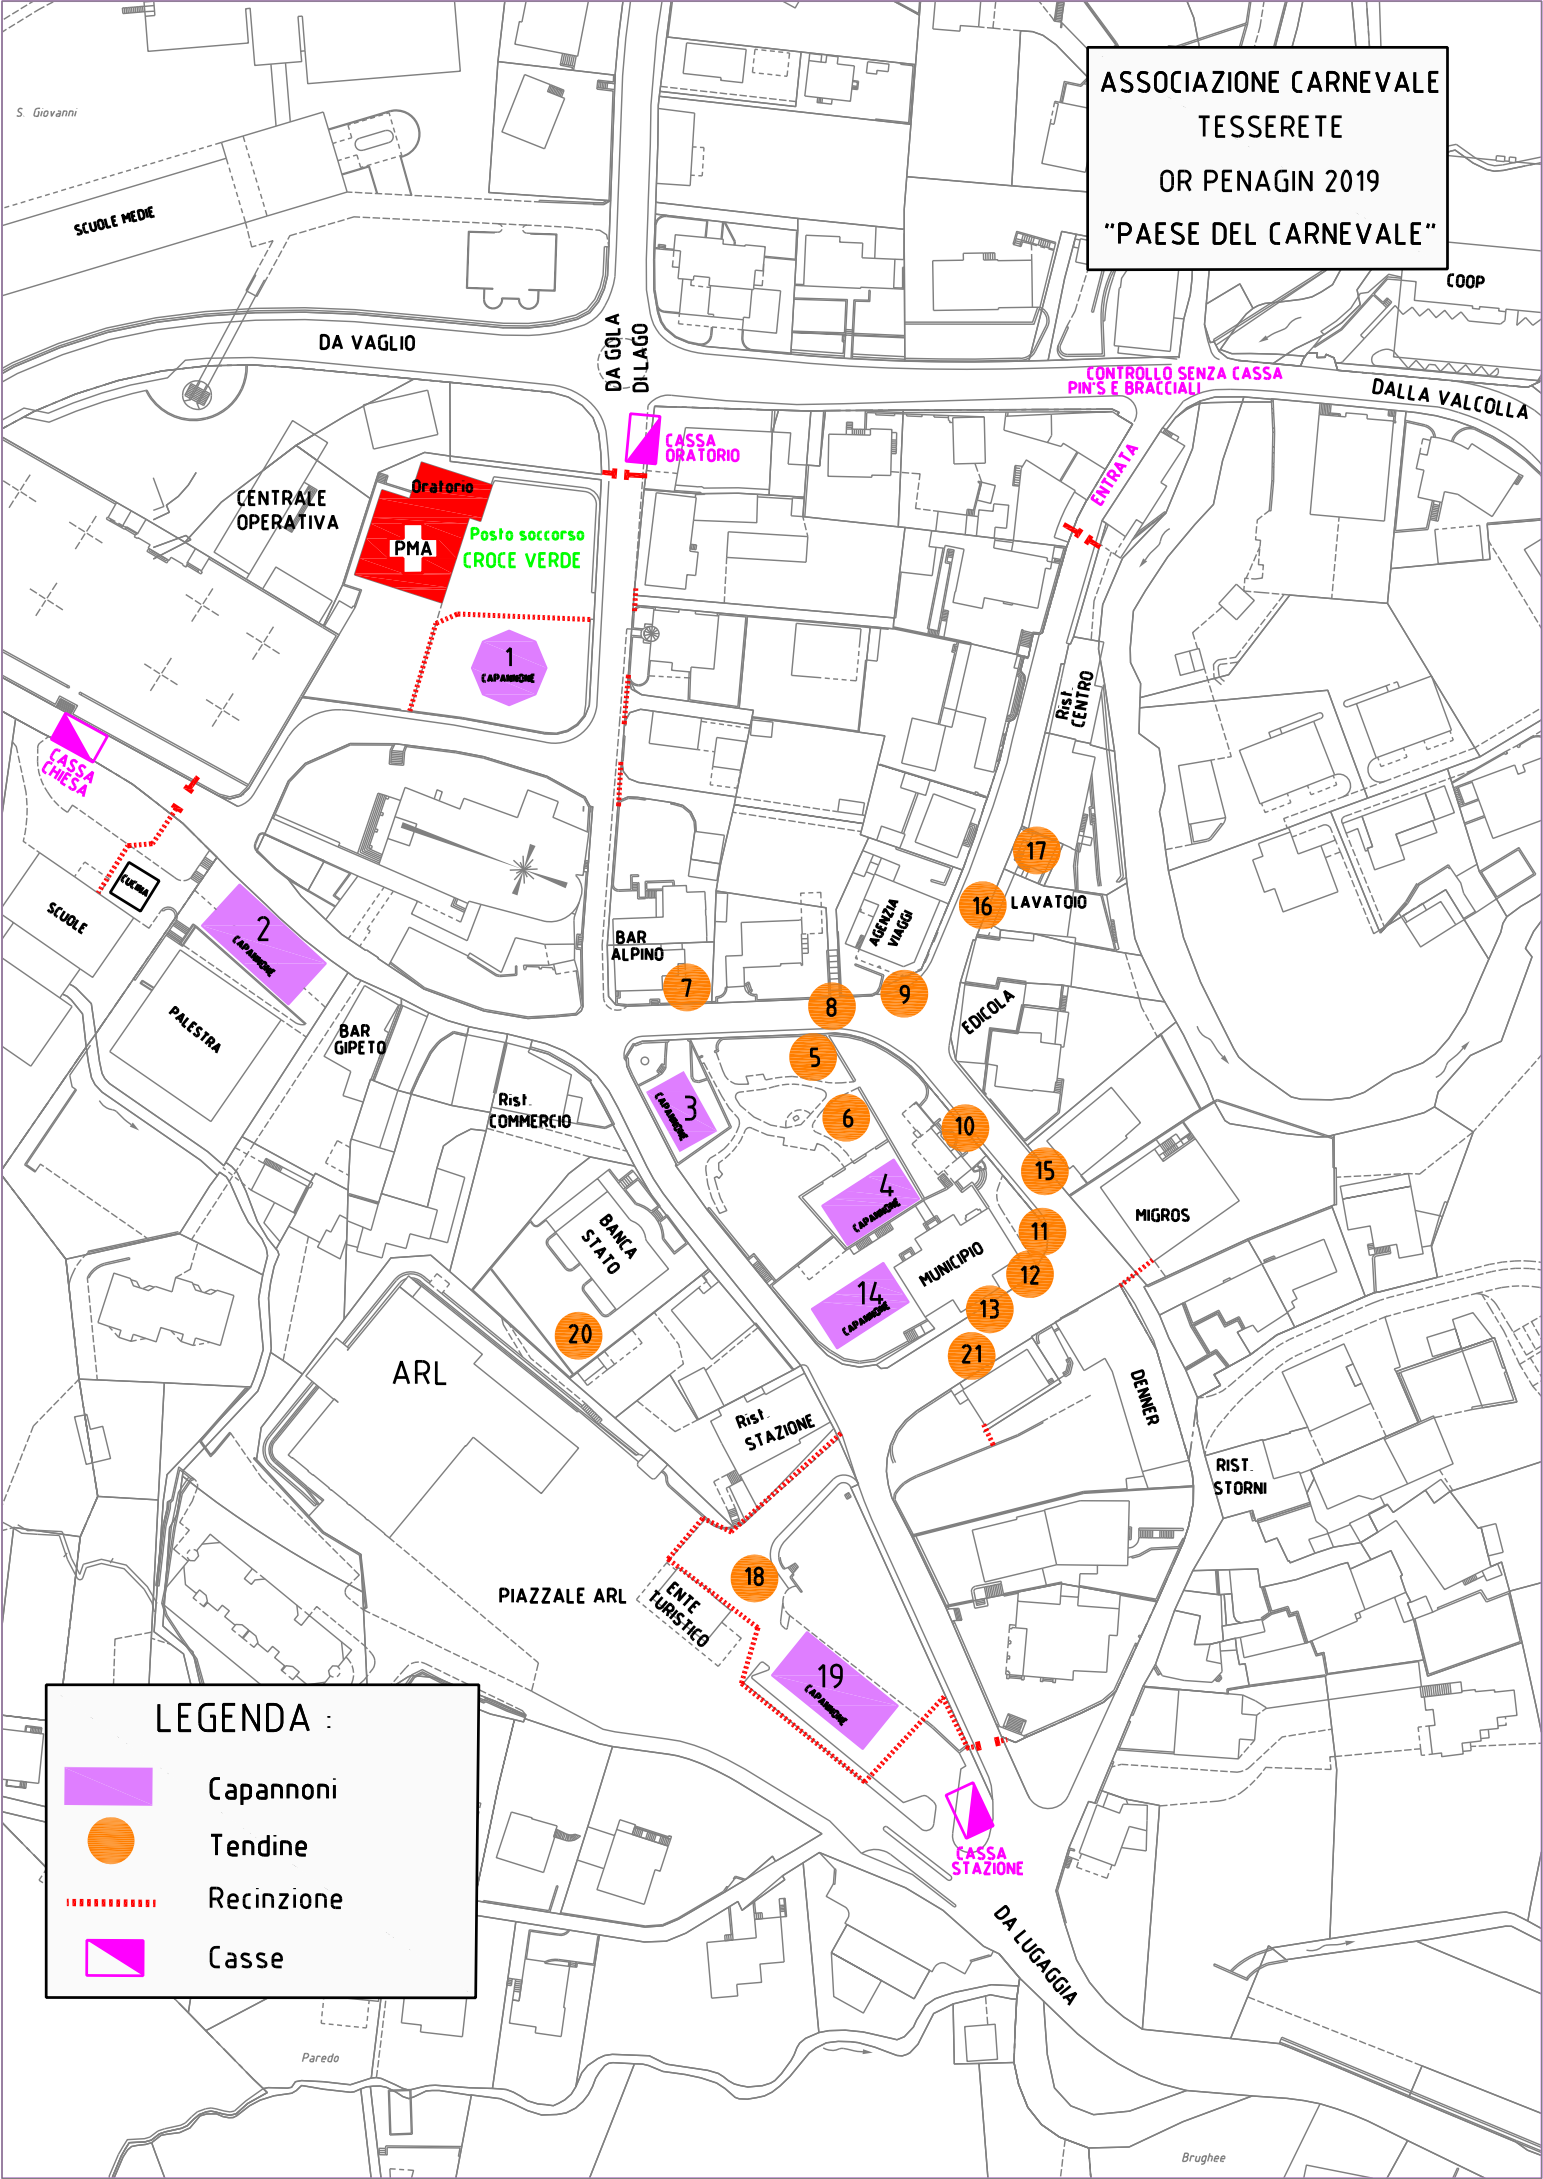 ASSOCIAZIONE CARNEVALE
TESSERETE
OR PENAGIN 2019
"PAESE DEL CARNEVALE"
S. Giovanni
SCUOLE MEDIE
COOP
DA VAGLIO
DA GOLA
DI LAGO
CONTROLLO SENZA CASSA
PIN'S E BRACCIALI
DALLA VALCOLLA
CASSA
ORATORIO
ENTRATA
CENTRALE
OPERATIVA
Oratorio
PMA
Posto soccorso
CROCE VERDE
1
CAPANNONE
Rist.
CENTRO
CASSA
CHIESA
CUCINA
SCUOLE
2
CAPANNONE
PALESTRA
BAR
GIPETO
BAR
ALPINO
7
8
9
AGENZIA
VIAGGI
17
16
LAVATOIO
EDICOLA
5
3
CAPANNONE
6
10
Rist.
COMMERCIO
15
4
CAPANNONE
MIGROS
11
BANCA
STATO
MUNICIPIO
12
14
CAPANNONE
13
20
21
ARL
DENNER
Rist.
STAZIONE
RIST.
STORNI
18
PIAZZALE ARL
ENTE
TURISTICO
19
CAPANNONE
CASSA
STAZIONE
DA LUGAGGIA
LEGENDA :
Capannoni
Tendine
Recinzione
Casse
Paredo
Brughee